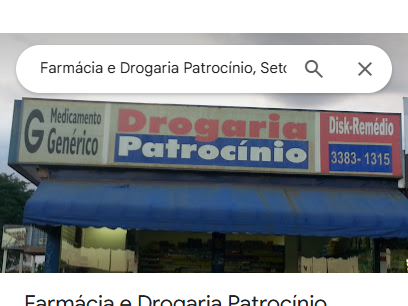 Farmácia e Drogaria Patrocínio, Seto
G Medicamento
Genérico
Drogaria
Patrocínio
Disk-Remédio
3383-1315
Farmácia e Drogaria Patrocínio